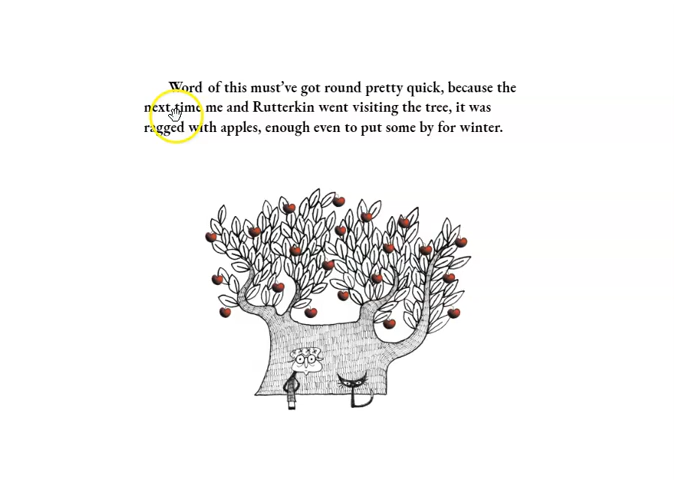 Word of this must've got round pretty quick, because the
next time me and Rutterkin went visiting the tree, it was
ragged with apples, enough even to put some by for winter.